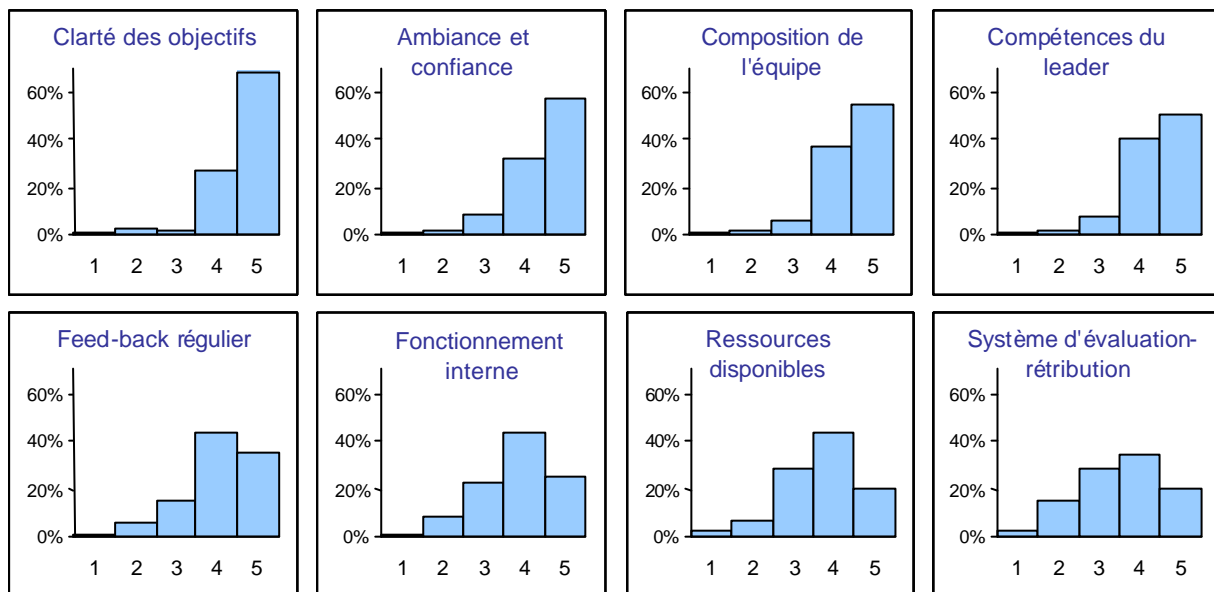 Clarté des objectifs
60%
40%
20%
0%
1 2 3 4 5
Ambiance et
confiance
60%
40%
20%
0%
1 2 3 4 5
Composition de
l'équipe
60%
40%
20%
0%
1 2 3 4 5
Compétences du
leader
60%
40%
20%
0%
1 2 3 4 5
Feed-back régulier
60%
40%
20%
0%
1 2 3 4 5
Fonctionnement
interne
60%
40%
20%
0%
1 2 3 4 5
Ressources
disponibles
60%
40%
20%
0%
1 2 3 4 5
Système d'évaluation-
rétribution
60%
40%
20%
0%
1 2 3 4 5